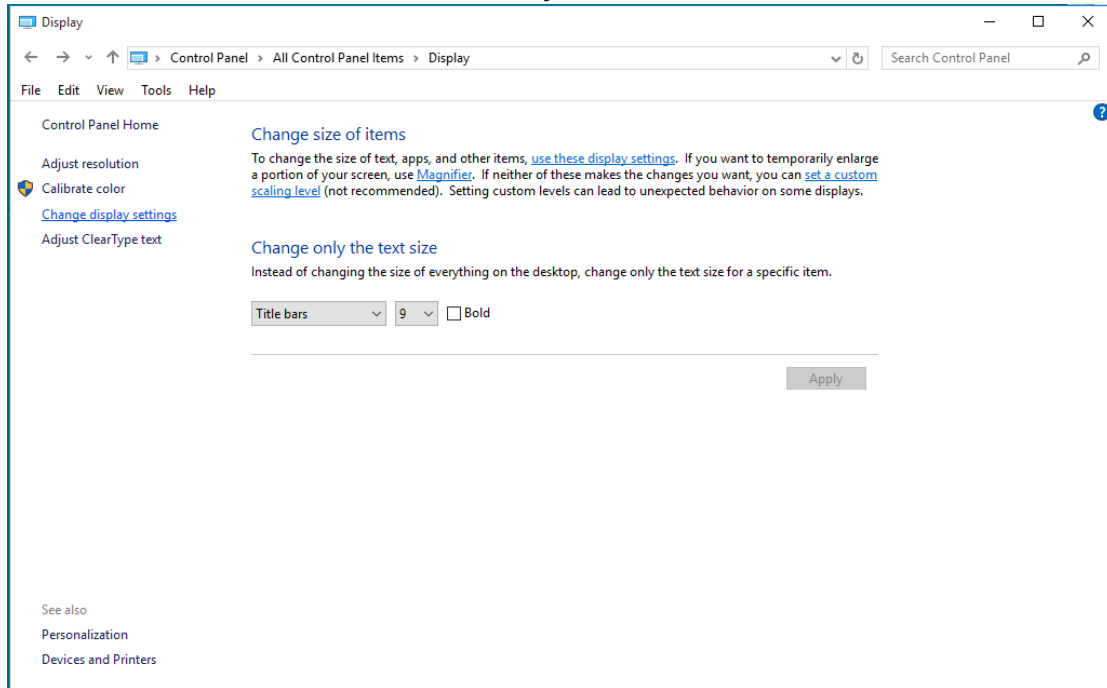 Display
Control Panel > All Control Panel Items > Display
Search Control Panel
File Edit View Tools Help
Control Panel Home
Adjust resolution
Calibrate color
Change display settings
Adjust ClearType text
Change size of items
To change the size of text, apps, and other items, use these display settings. If you want to temporarily enlarge
a portion of your screen, use Magnifier. If neither of these makes the changes you want, you can set a custom
scaling level (not recommended). Setting custom levels can lead to unexpected behavior on some displays.
Change only the text size
Instead of changing the size of everything on the desktop, change only the text size for a specific item.
Title bars 9 Bold
Apply
See also
Personalization
Devices and Printers